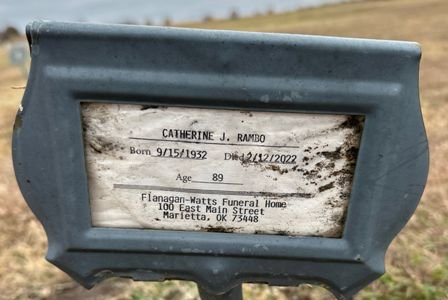 CATHERINE J. RAMBO
Born 9/15/1932 Died 2/12/2022
Age 89
Flanagan-Watts Funeral Home
100 East Main Street
Marietta, OK 73448